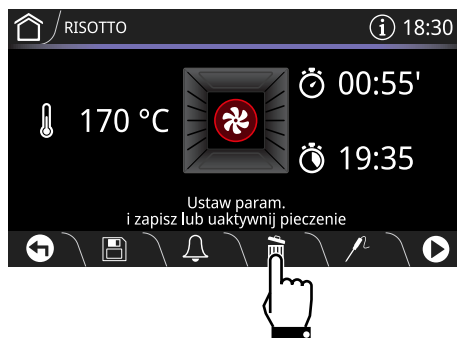 RISOTTO
i 18:30
00:55'
170 °C
19:35
Ustaw param.
i zapisz lub uaktywnij pieczenie